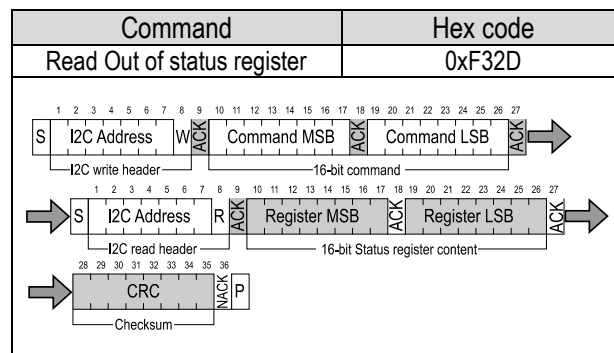 Command Hex code
Read Out of status register 0xF32D
1 2 3 4 5 6 7 8 9 10 11 12 13 14 15 16 17 18 19 20 21 22 23 24 25 26 27
S I2C Address W ACK Command MSB ACK Command LSB ACK
I2C write header 16-bit command
1 2 3 4 5 6 7 8 9 10 11 12 13 14 15 16 17 18 19 20 21 22 23 24 25 26 27
S I2C Address R ACK Register MSB ACK Register LSB ACK
I2C read header 16-bit Status register content
28 29 30 31 32 33 34 35 36
CRC NACK P
Checksum